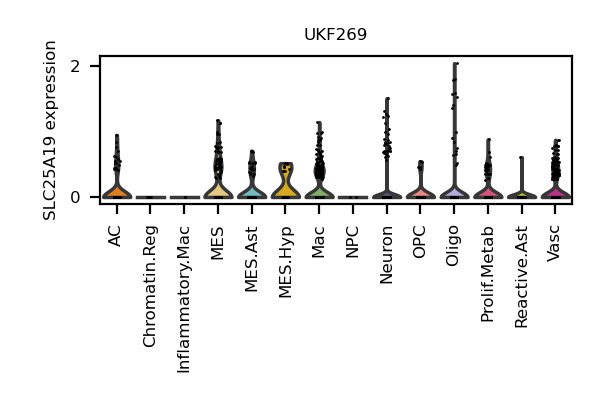 UKF269
SLC25A19 expression
2
0
AC
Chromatin.Reg
Inflammatory.Mac
MES
MES.Ast
MES.Hyp
Mac
NPC
Neuron
OPC
Oligo
Prolif.Metab
Reactive.Ast
Vasc